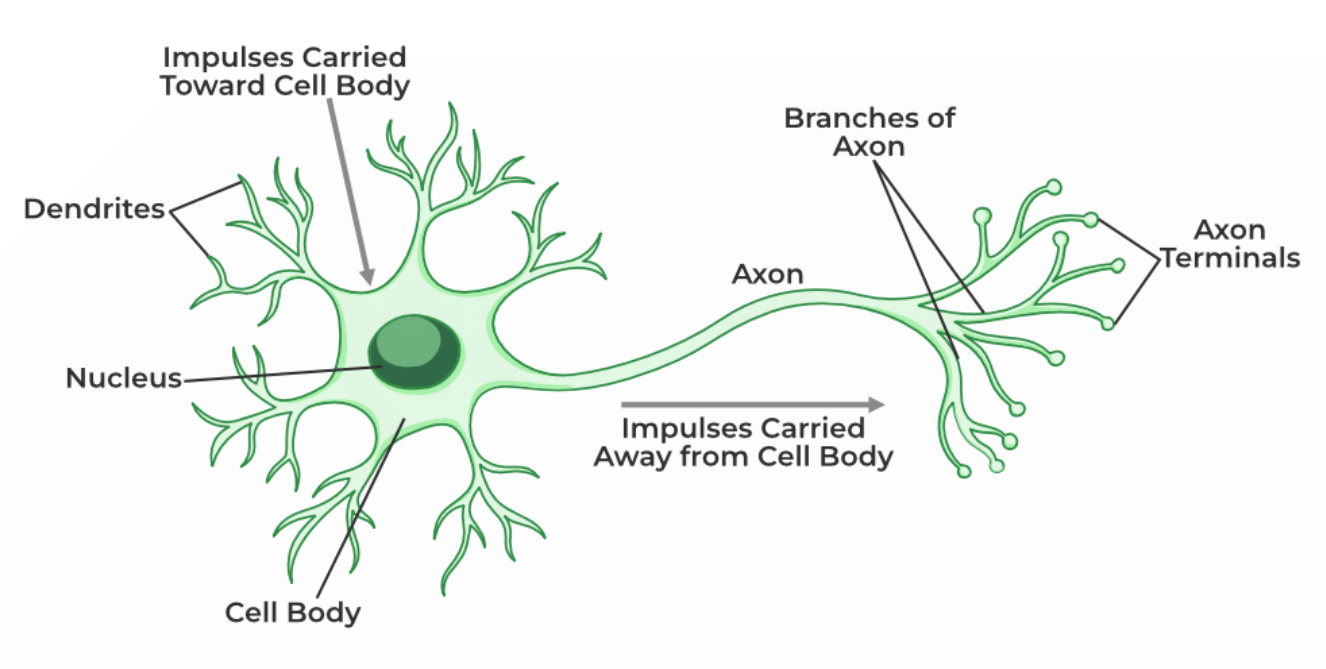 Impulses Carried
Toward Cell Body
Branches of
Axon
Dendrites
Axon
Terminals
Axon
Nucleus
Impulses Carried
Away from Cell Body
Cell Body